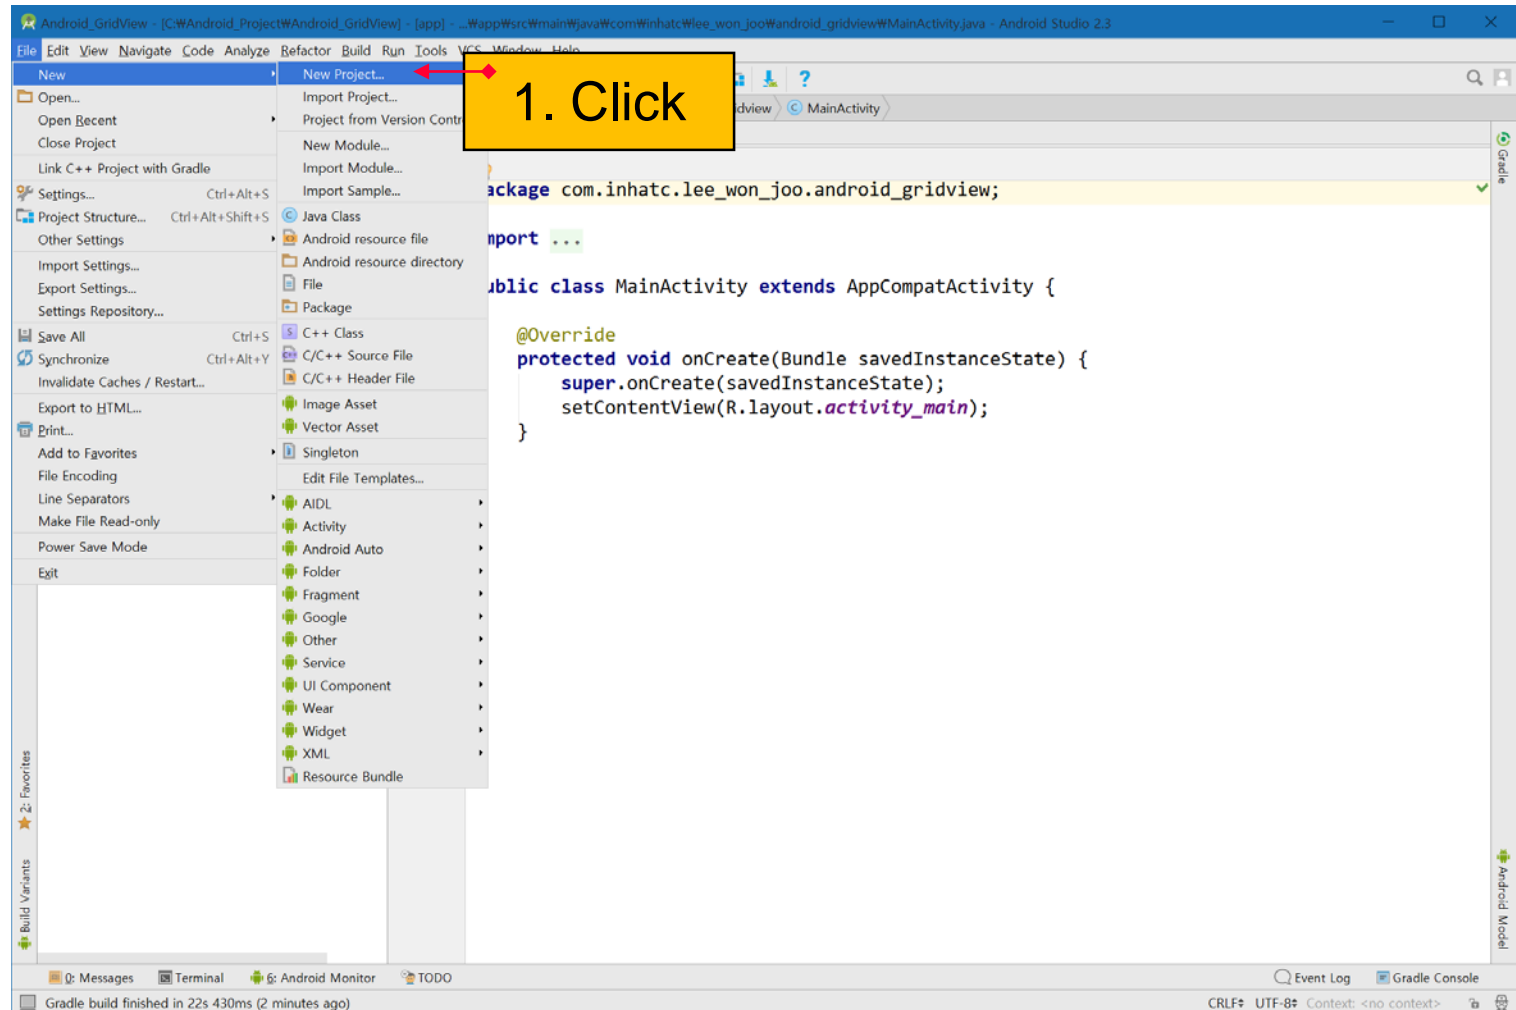 Android_GridView - [C:₩Android_Project₩Android_GridView] - [app] - ...₩app₩src₩main₩java₩com₩inhatc₩lee_won_joo₩android_gridview₩MainActivity.java - Android Studio 2.3
File Edit View Navigate Code Analyze Refactor Build Run Tools VCS Window Help
1. Click
New
Open...
Open Recent
Close Project
Link C++ Project with Gradle
Settings... Ctrl+Alt+S
Project Structure... Ctrl+Alt+Shift+S
Other Settings
Import Settings...
Export Settings...
Settings Repository...
Save All Ctrl+S
Synchronize Ctrl+Alt+Y
Invalidate Caches / Restart...
Export to HTML...
Print...
Add to Favorites
File Encoding
Line Separators
Make File Read-only
Power Save Mode
Exit
New Project...
Import Project...
Project from Version Contr
New Module...
Import Module...
Import Sample...
Java Class
Android resource file
Android resource directory
File
Package
C++ Class
C/C++ Source File
C/C++ Header File
Image Asset
Vector Asset
Singleton
Edit File Templates...
AIDL
Activity
Android Auto
Folder
Fragment
Google
Other
Service
UI Component
Wear
Widget
XML
Resource Bundle
idview MainActivity
ackage com.inhatc.lee_won_joo.android_gridview;
mport ...
ublic class MainActivity extends AppCompatActivity {
@Override
protected void onCreate(Bundle savedInstanceState) {
super.onCreate(savedInstanceState);
setContentView(R.layout.activity_main);
}
Gradle
Android Model
2: Favorites
Build Variants
0: Messages Terminal 6: Android Monitor TODO Event Log Gradle Console
Gradle build finished in 22s 430ms (2 minutes ago) CRLF UTF-8 Context: <no context>